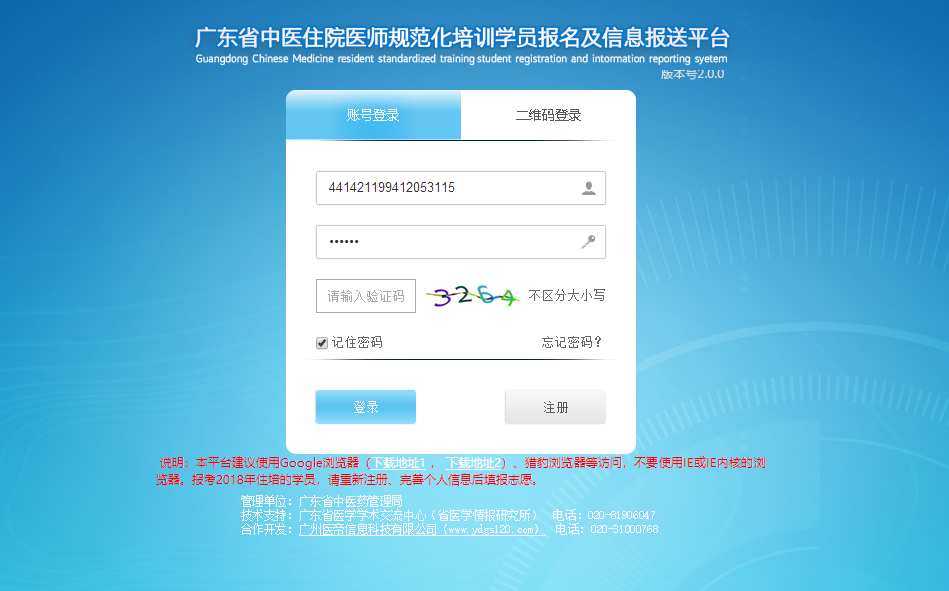 广东省中医住院医师规范化培训学员报名及信息报送平台
Guangdong Chinese Medicine resident standardized training student registration and intormation reporting syetem
版本号2.0.0
账号登录 二维码登录
441421199412053115
••••••
请输入验证码 3264 不区分大小写
记住密码 忘记密码？
登录 注册
说明：本平台建议使用Google浏览器（下载地址1 ， 下载地址2）、猎豹浏览器等访问，不要使用IE或IE内核的浏
览器。报考2018年住培的学员，请重新注册、完善个人信息后填报志愿。
管理单位：广东省中医药管理局
技术支持：广东省医学学术交流中心（省医学情报研究所） 电话：020-81906047
合作开发：广州医帝信息科技有限公司（www.ydgs120.com） 电话：020-31000768